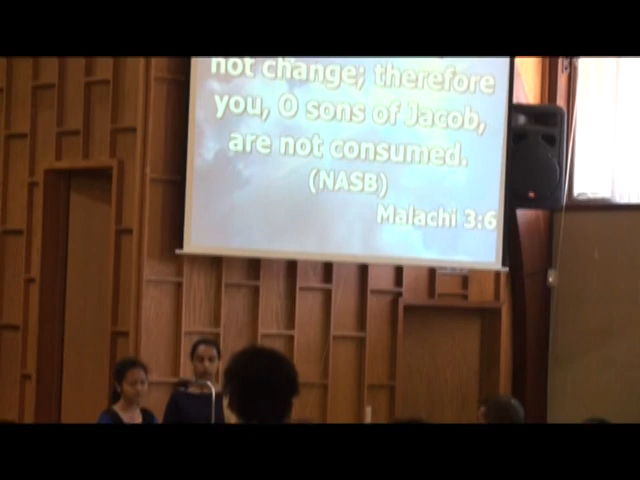 not change; therefore
you, O sons of Jacob,
are not consumed.
(NASB)
Malachi 3:6